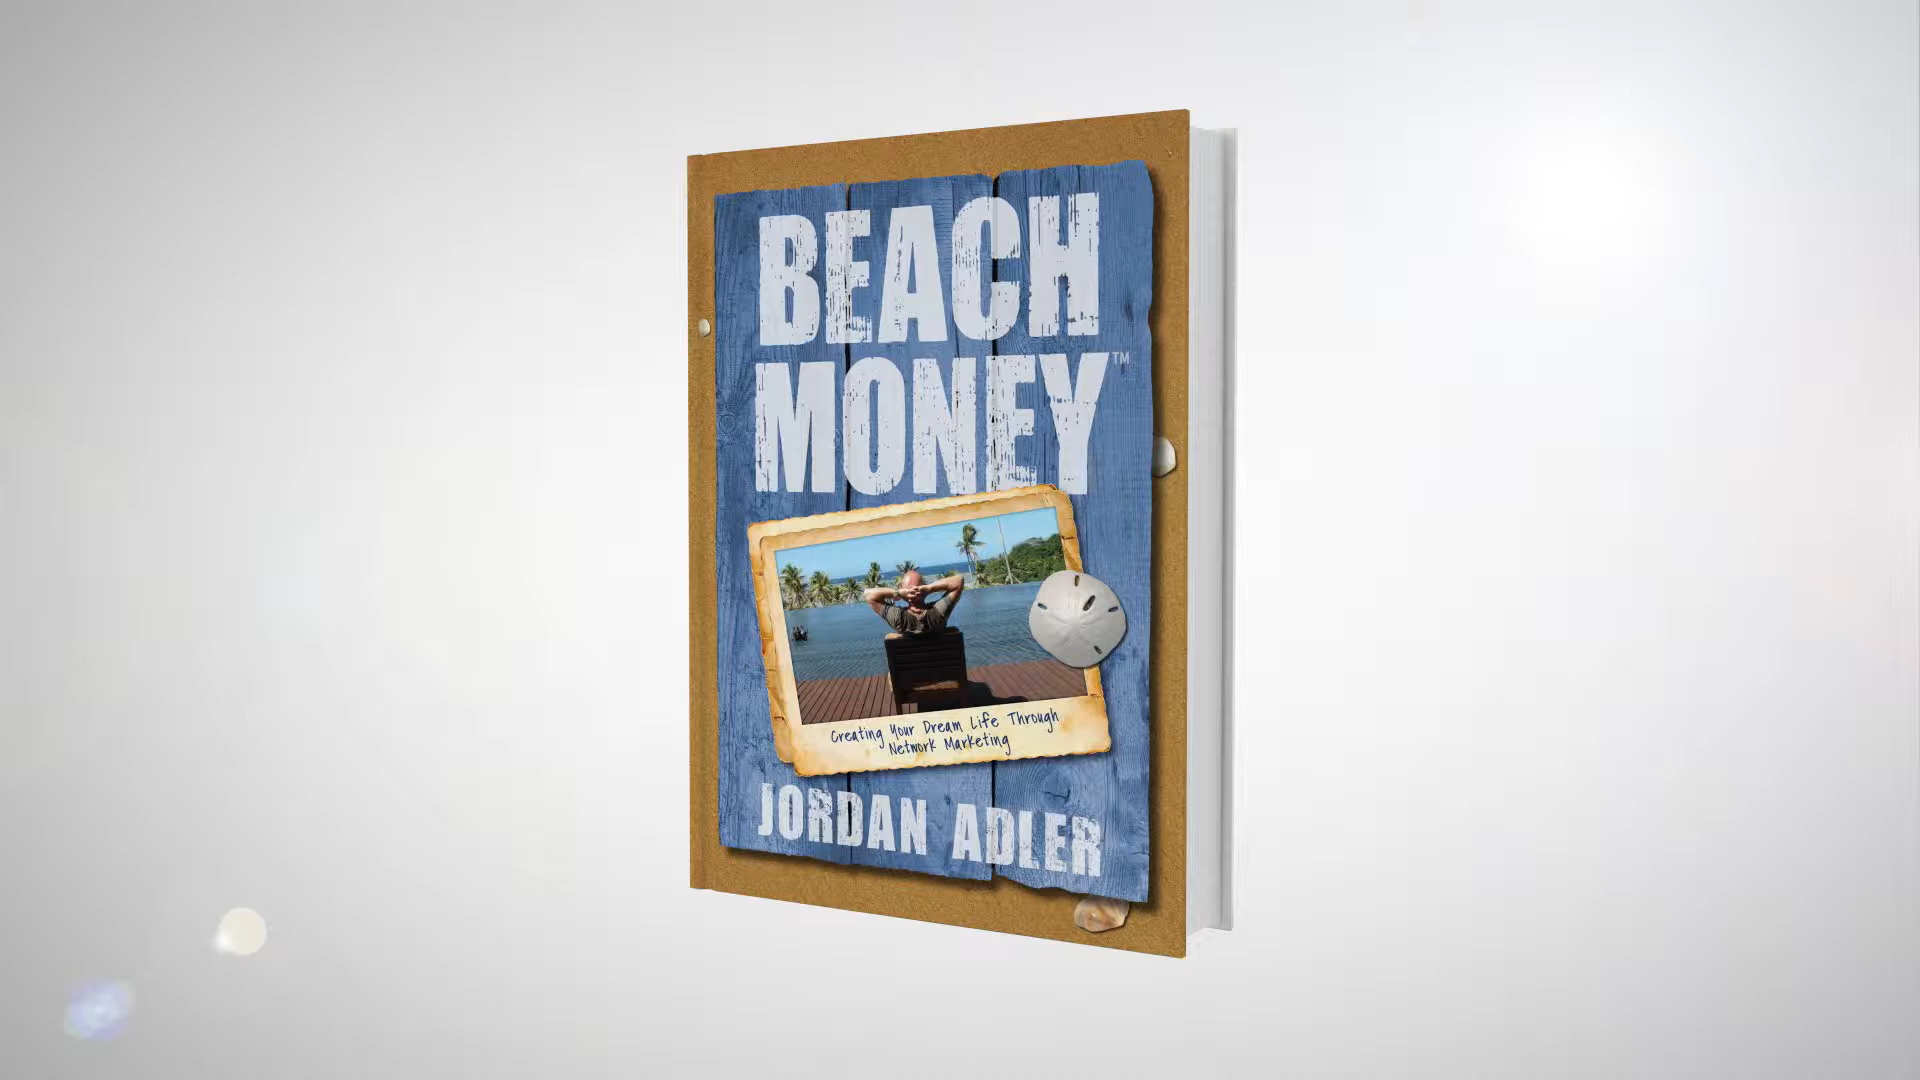 BEACH
MONEY™
Creating Your Dream Life Through
Network Marketing
JORDAN ADLER